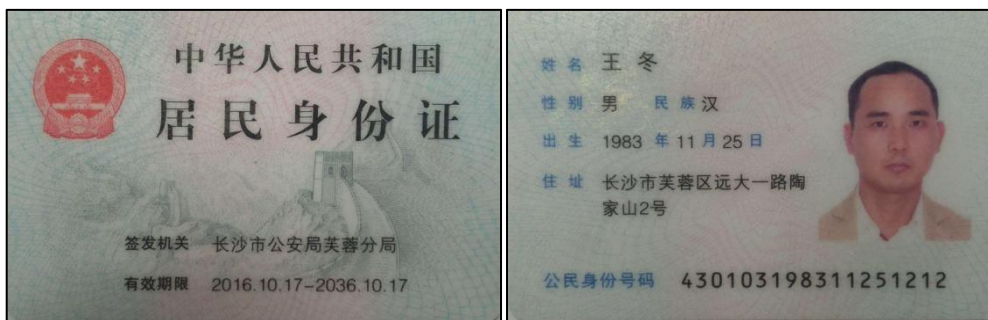 中华人民共和国
居民身份证
签发机关 长沙市公安局芙蓉分局
有效期限 2016.10.17-2036.10.17
姓名 王冬
性别 男 民族 汉
出生 1983 年 11 月 25 日
住址 长沙市芙蓉区远大一路陶
家山2号
公民身份号码 430103198311251212